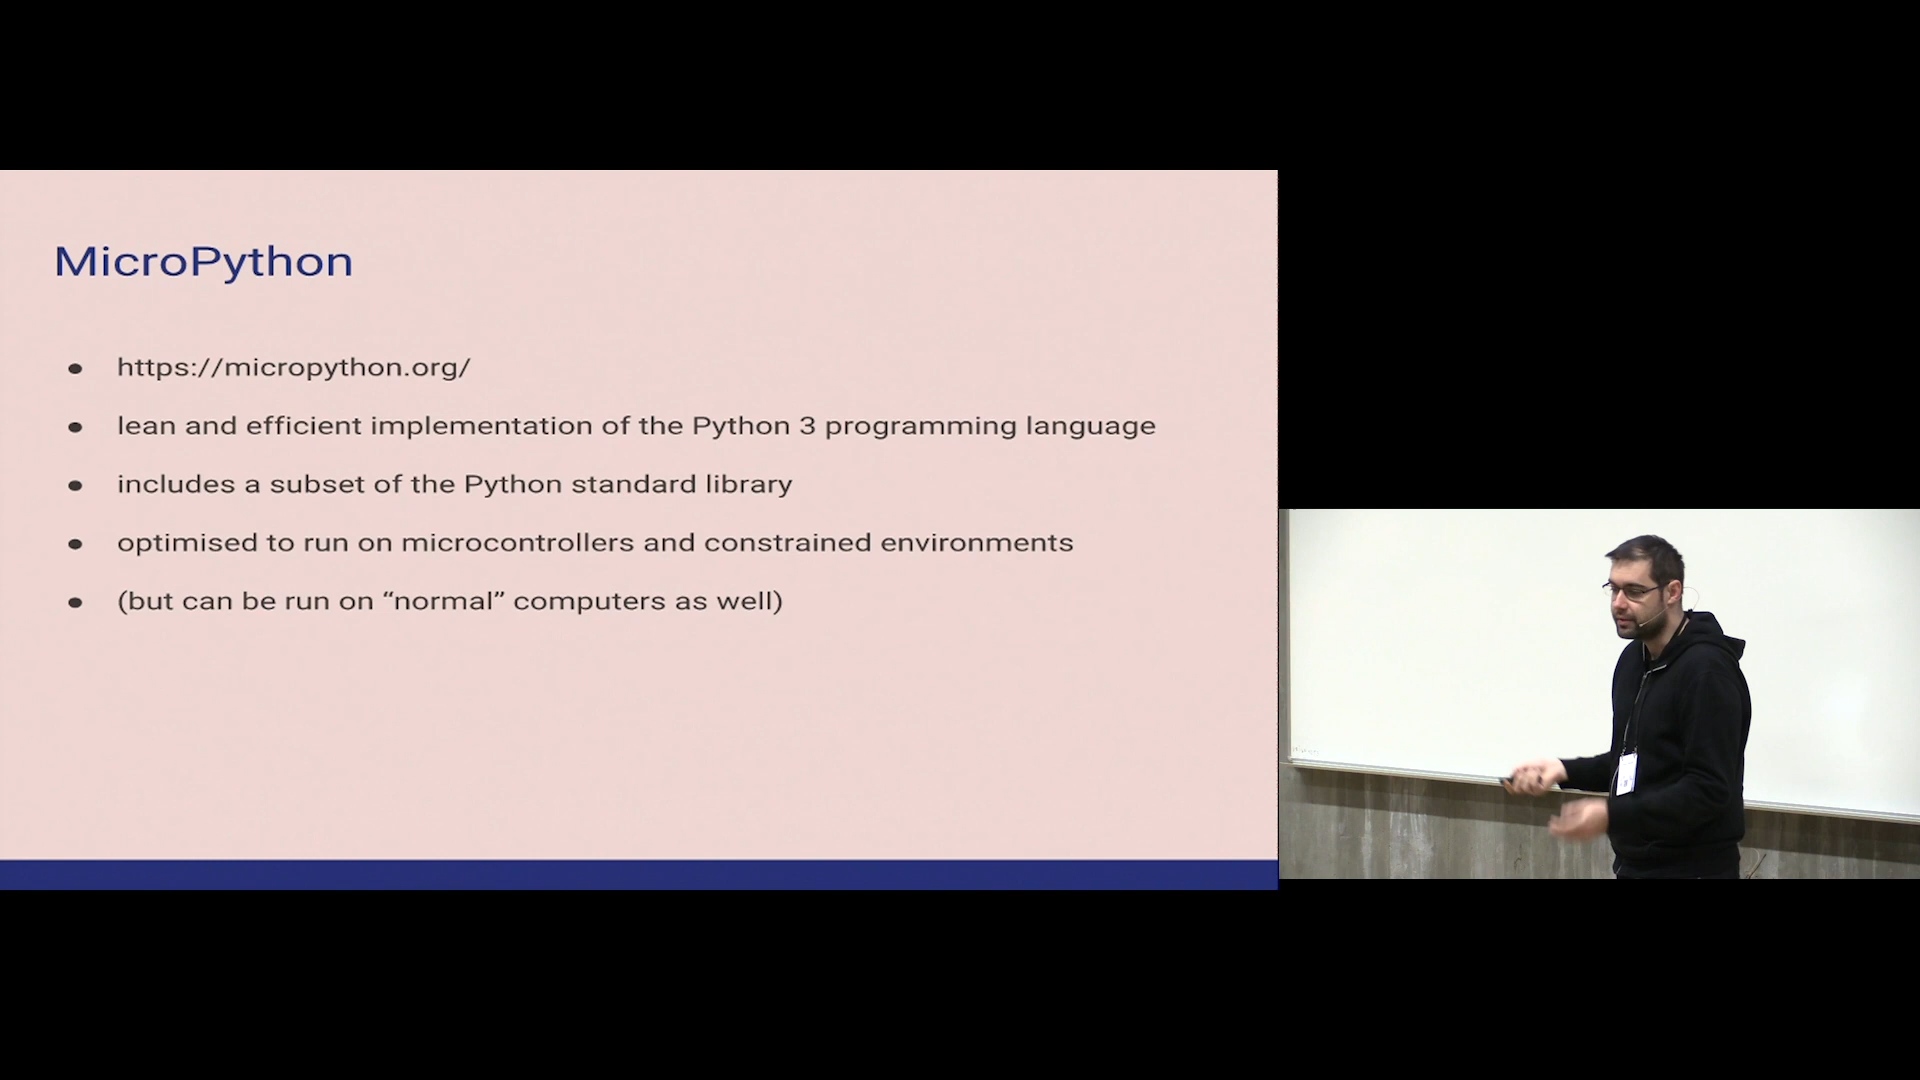 MicroPython
https://micropython.org/
lean and efficient implementation of the Python 3 programming language
includes a subset of the Python standard library
optimised to run on microcontrollers and constrained environments
(but can be run on “normal” computers as well)